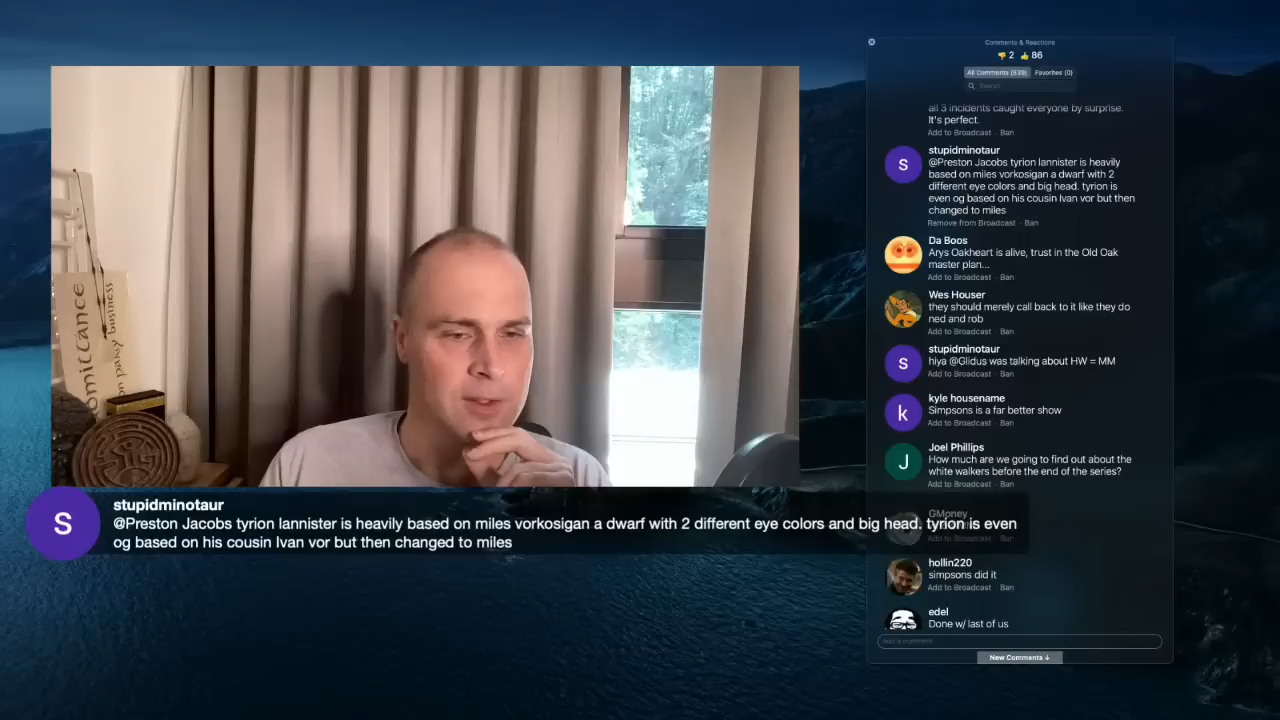 Comments & Reactions
👎 2 👍 86
All Comments (539) Favorites (0)
Search
all 3 incidents caught everyone by surprise.
It's perfect.
Add to Broadcast · Ban
stupidminotaur
S
@Preston Jacobs tyrion lannister is heavily
based on miles vorkosigan a dwarf with 2
different eye colors and big head. tyrion is
even og based on his cousin Ivan vor but then
changed to miles
Remove from Broadcast · Ban
Da Boos
Arys Oakheart is alive, trust in the Old Oak
master plan...
Add to Broadcast · Ban
Wes Houser
they should merely call back to it like they do
ned and rob
Add to Broadcast · Ban
stupidminotaur
S
hiya @Glidus was talking about HW = MM
Add to Broadcast · Ban
kyle housename
k
Simpsons is a far better show
Add to Broadcast · Ban
Joel Phillips
J
How much are we going to find out about the
white walkers before the end of the series?
Add to Broadcast · Ban
GMoney
Add to Broadcast · Ban
hollin220
simpsons did it
Add to Broadcast · Ban
edel
Done w/ last of us
Add a comment
New Comments ↓
omittance
on party
business
S
stupidminotaur
@Preston Jacobs tyrion lannister is heavily based on miles vorkosigan a dwarf with 2 different eye colors and big head. tyrion is even
og based on his cousin Ivan vor but then changed to miles